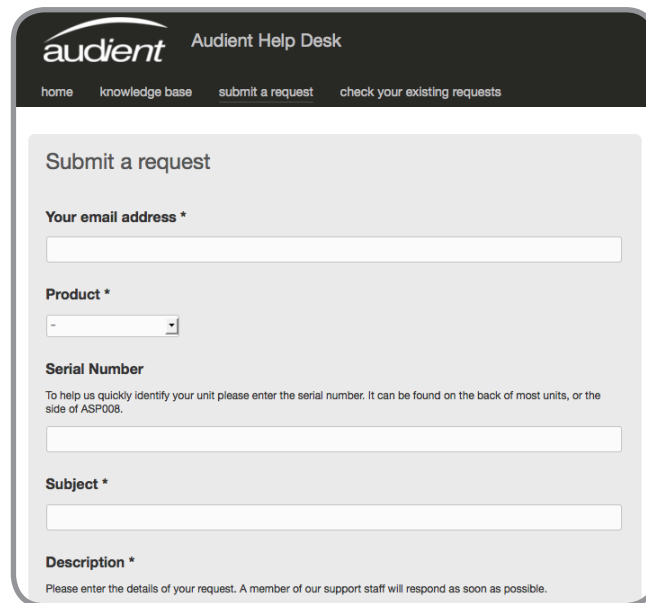 audient
Audient Help Desk
home knowledge base submit a request check your existing requests
Submit a request
Your email address *
Product *
-
Serial Number
To help us quickly identify your unit please enter the serial number. It can be found on the back of most units, or the
side of ASP008.
Subject *
Description *
Please enter the details of your request. A member of our support staff will respond as soon as possible.